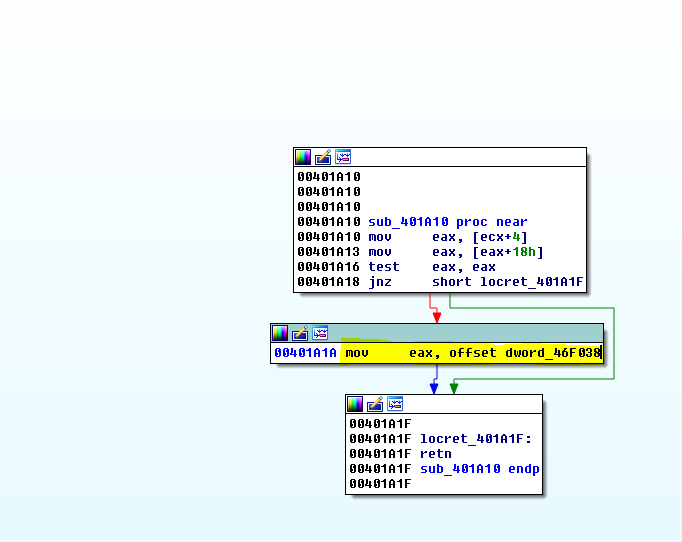 00401A10
00401A10
00401A10
00401A10 sub_401A10 proc near
00401A10 mov     eax, [ecx+4]
00401A13 mov     eax, [eax+18h]
00401A16 test    eax, eax
00401A18 jnz     short locret_401A1F
00401A1A mov     eax, offset dword_46F038
00401A1F
00401A1F locret_401A1F:
00401A1F retn
00401A1F sub_401A10 endp
00401A1F